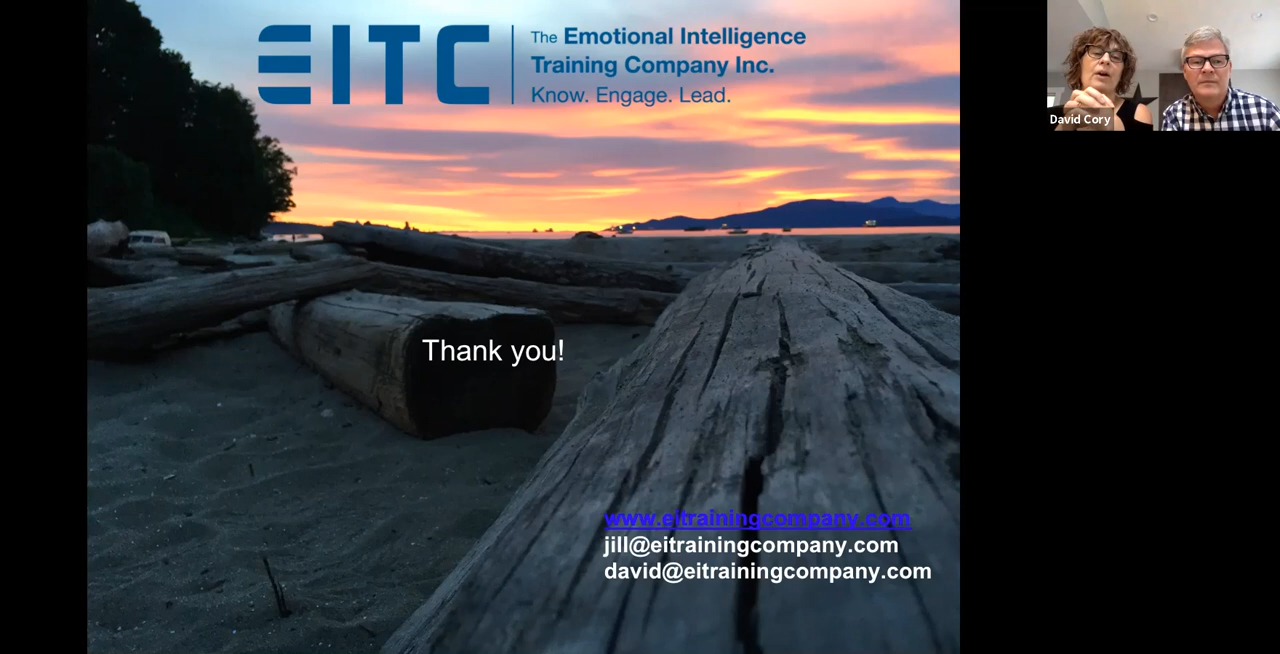 EITC
The Emotional Intelligence
Training Company Inc.
Know. Engage. Lead.
David Cory
Thank you!
www.eitrainingcompany.com
jill@eitrainingcompany.com
david@eitrainingcompany.com